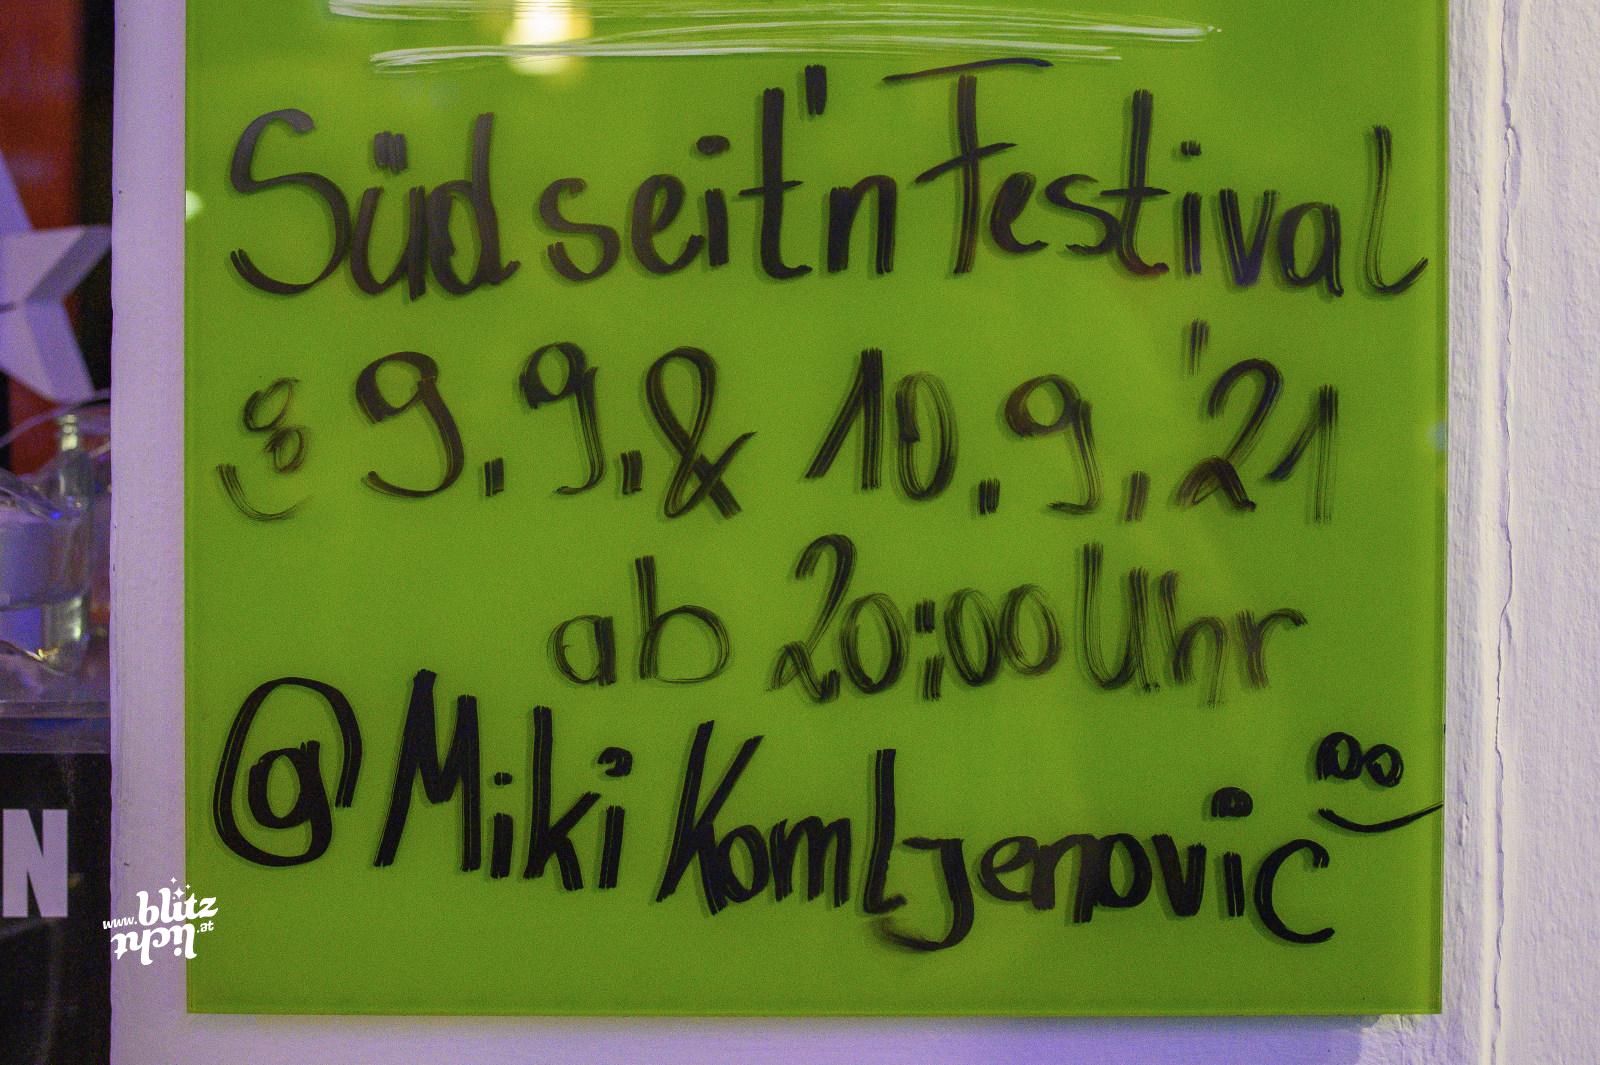 Südseit'n Festival
9.9.& 10.9.'21
ab 20:00 Uhr
@Miki Komljenovic
N
www.blitz
licht.at